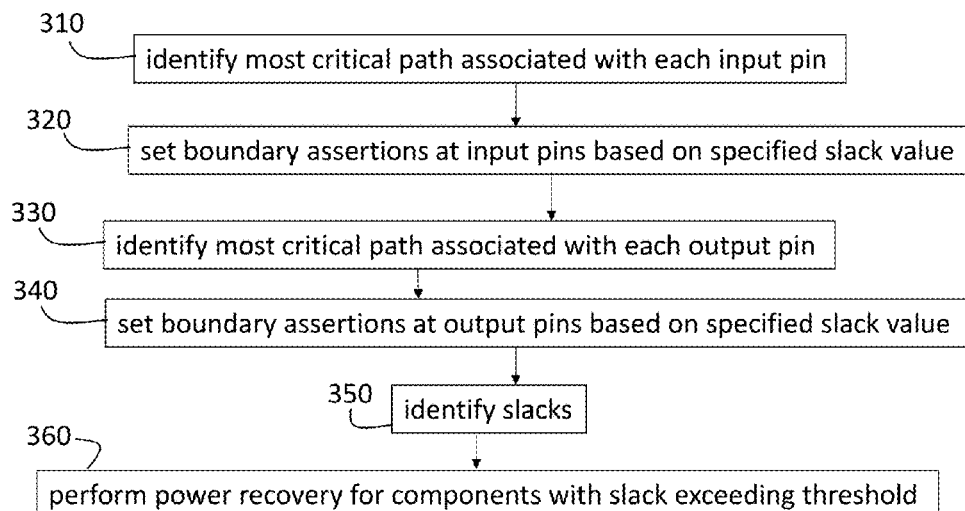 310
identify most critical path associated with each input pin
320
set boundary assertions at input pins based on specified slack value
330
identify most critical path associated with each output pin
340
set boundary assertions at output pins based on specified slack value
350
identify slacks
360
perform power recovery for components with slack exceeding threshold